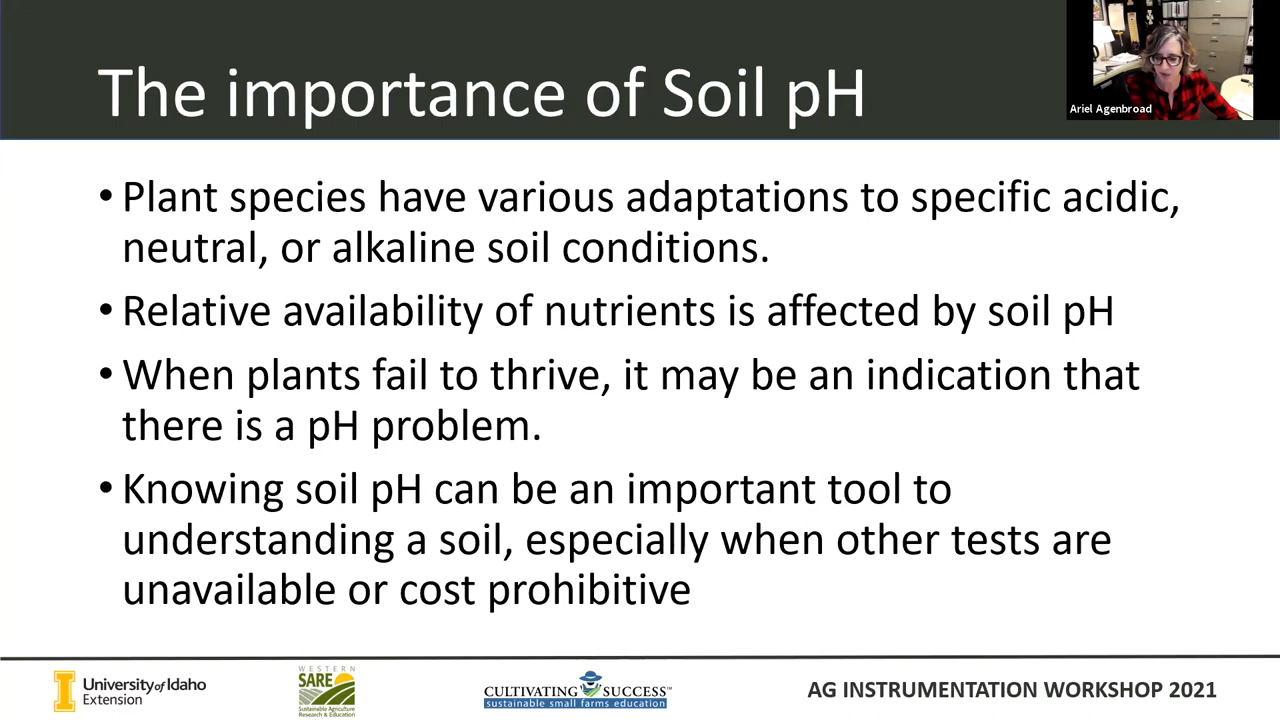 The importance of Soil pH
Ariel Agenbroad
• Plant species have various adaptations to specific acidic,
neutral, or alkaline soil conditions.
• Relative availability of nutrients is affected by soil pH
• When plants fail to thrive, it may be an indication that
there is a pH problem.
• Knowing soil pH can be an important tool to
understanding a soil, especially when other tests are
unavailable or cost prohibitive
I
University of Idaho
Extension
WESTERN
SARE
Sustainable Agriculture
Research & Education
CULTIVATING SUCCESS™
sustainable small farms education
AG INSTRUMENTATION WORKSHOP 2021